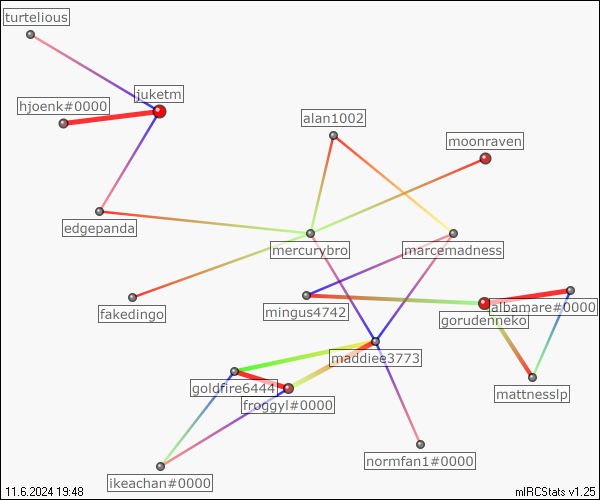 turtelious
juketm
hjoenk#0000
alan1002
moonraven
edgepanda
mercurybro
marcemadness
fakedingo
mingus4742
albamare#0000
gorudenneko
maddiee3773
goldfire6444
froggyl#0000
mattnesslp
normfan1#0000
ikeachan#0000
11.6.2024 19:48
mIRCStats v1.25